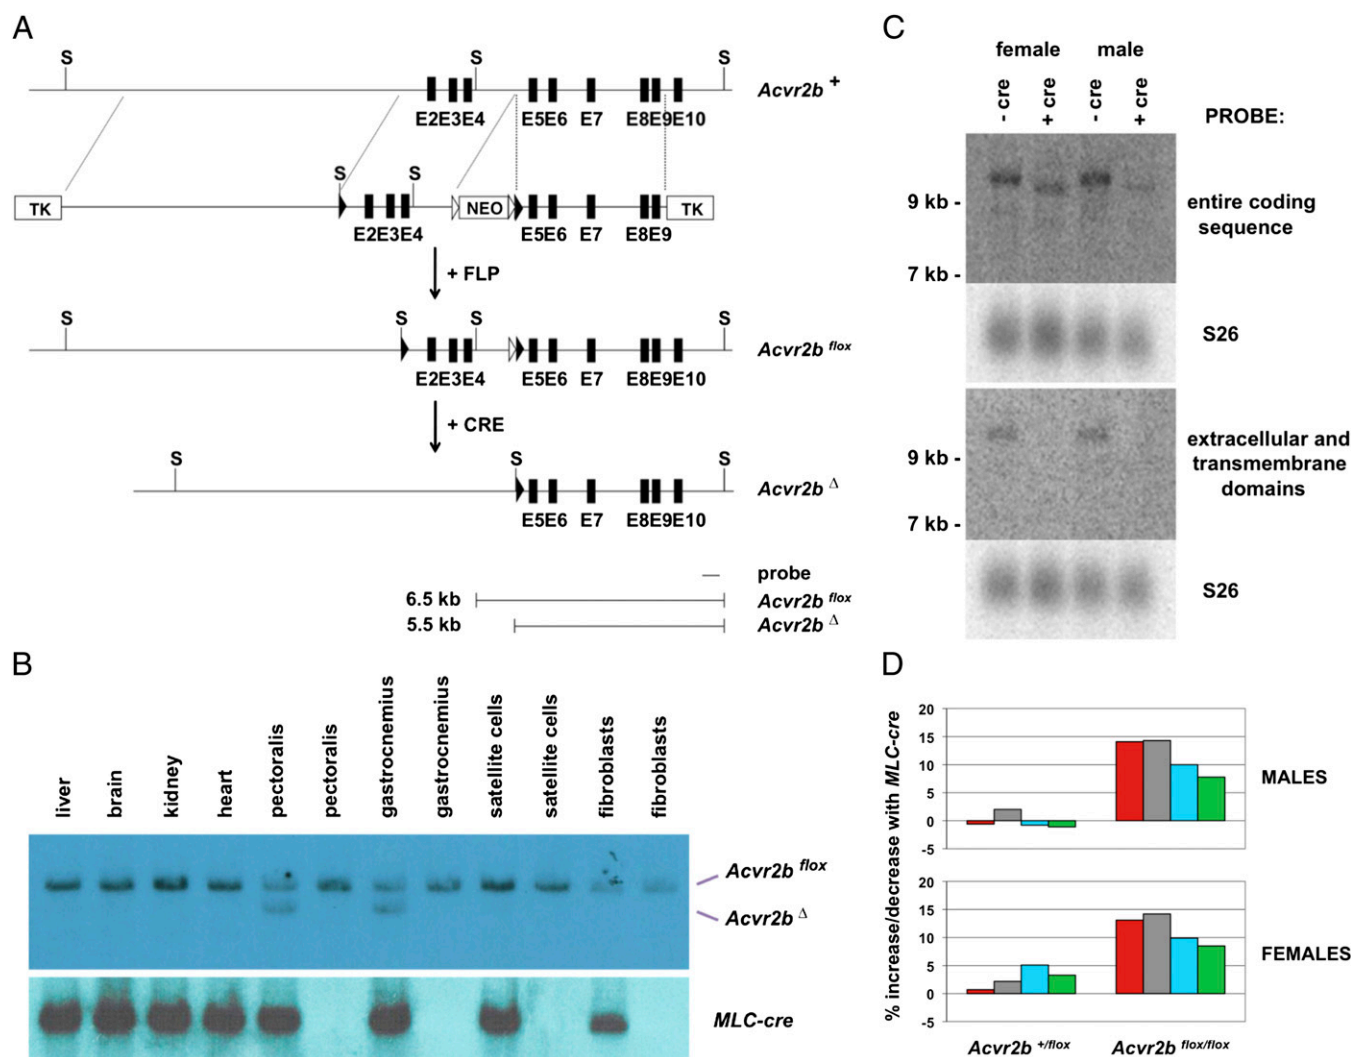 A
S S S
Acvr2b +
E2E3E4 E5E6 E7 E8E9E10
S S
TK NEO TK
E2E3E4 E5E6 E7 E8E9
+ FLP
S S S S
Acvr2b flox
E2E3E4 E5E6 E7 E8E9E10
+ CRE
S S S
Acvr2b Δ
E5E6 E7 E8E9E10
probe
6.5 kb Acvr2b flox
5.5 kb Acvr2b Δ
B
liver
brain
kidney
heart
pectoralis
pectoralis
gastrocnemius
gastrocnemius
satellite cells
satellite cells
fibroblasts
fibroblasts
Acvr2b flox
Acvr2b Δ
MLC-cre
C
female male
- cre + cre - cre + cre
PROBE:
9 kb -
7 kb -
entire coding
sequence
S26
9 kb -
7 kb -
extracellular and
transmembrane
domains
S26
D
% increase/decrease with MLC-cre
20
15
10
5
0
-5
MALES
20
15
10
5
0
-5
FEMALES
Acvr2b +/flox Acvr2b flox/flox